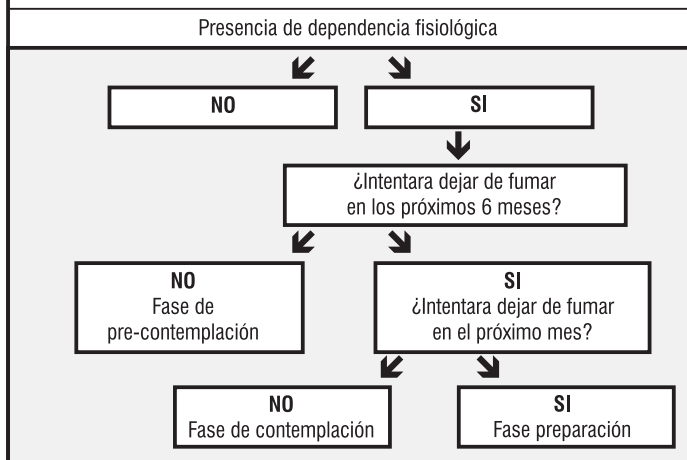 Presencia de dependencia fisiológica
NO
SI
¿Intentara dejar de fumar
en los próximos 6 meses?
NO
Fase de
pre-contemplación
SI
¿Intentara dejar de fumar
en el próximo mes?
NO
Fase de contemplación
SI
Fase preparación